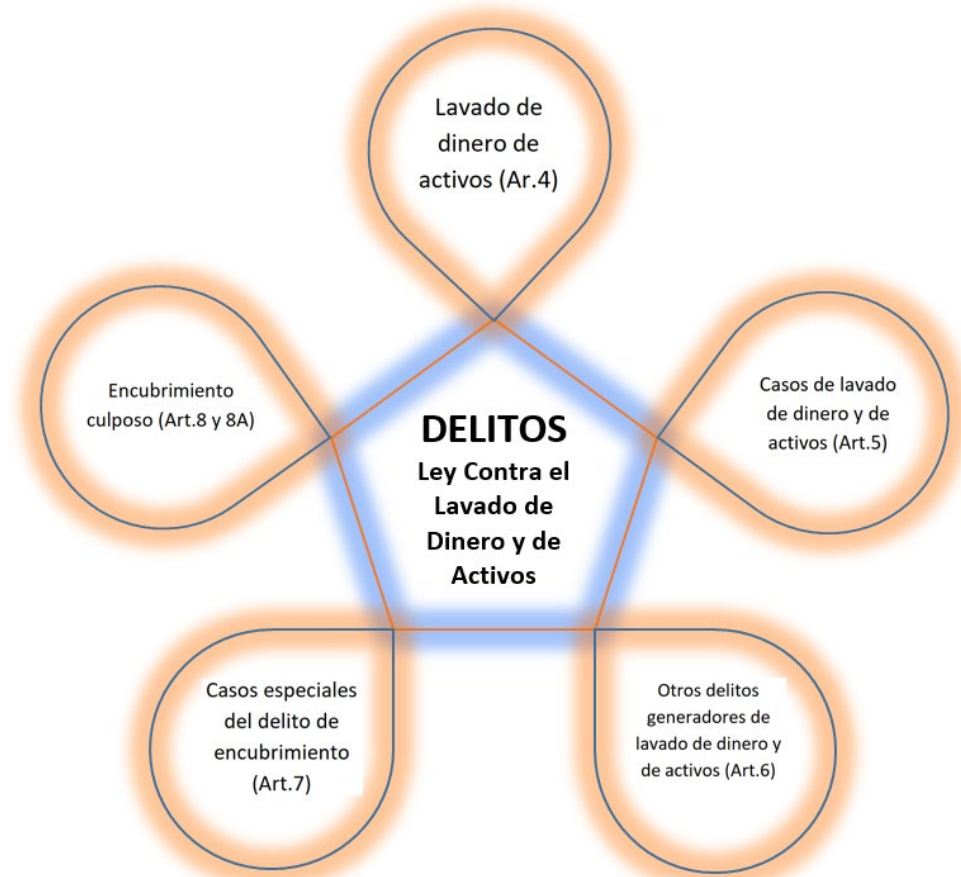 Lavado de
dinero de
activos (Ar.4)
Encubrimiento
culposo (Art.8 y 8A)
Casos de lavado
de dinero y de
activos (Art.5)
DELITOS
Ley Contra el
Lavado de
Dinero y de
Activos
Casos especiales
del delito de
encubrimiento
(Art.7)
Otros delitos
generadores de
lavado de dinero y
de activos (Art.6)